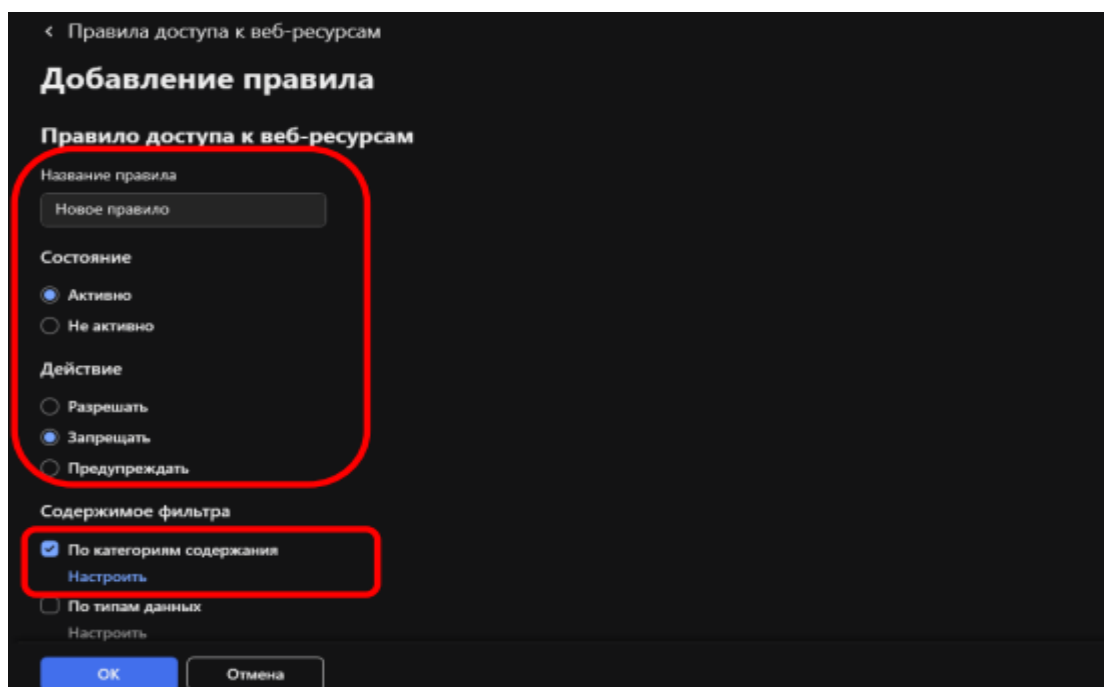 Правила доступа к веб-ресурсам
Добавление правила
Правило доступа к веб-ресурсам
Название правила
Новое правило
Состояние
Активно
Не активно
Действие
Разрешать
Запрещать
Предупреждать
Содержимое фильтра
По категориям содержания
Настроить
По типам данных
Настроить
ОК Отмена